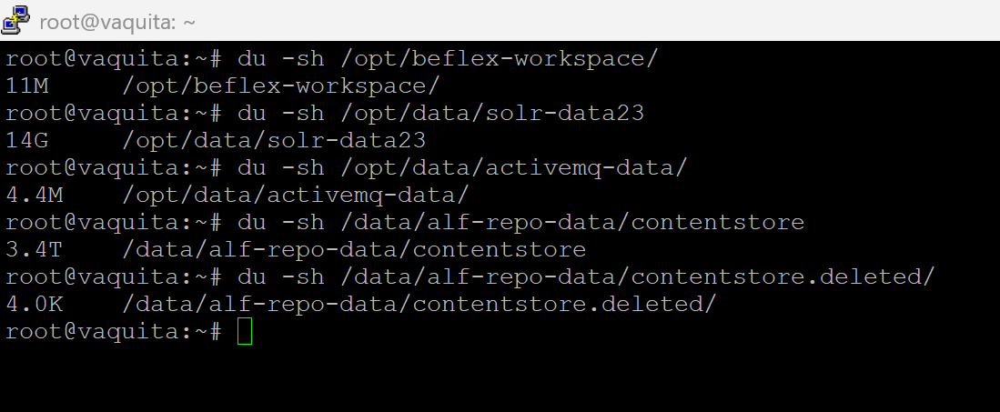 root@vaquita: ~
root@vaquita:~# du -sh /opt/beflex-workspace/
11M     /opt/beflex-workspace/
root@vaquita:~# du -sh /opt/data/solr-data23
14G     /opt/data/solr-data23
root@vaquita:~# du -sh /opt/data/activemq-data/
4.4M    /opt/data/activemq-data/
root@vaquita:~# du -sh /data/alf-repo-data/contentstore
3.4T    /data/alf-repo-data/contentstore
root@vaquita:~# du -sh /data/alf-repo-data/contentstore.deleted/
4.0K    /data/alf-repo-data/contentstore.deleted/
root@vaquita:~#